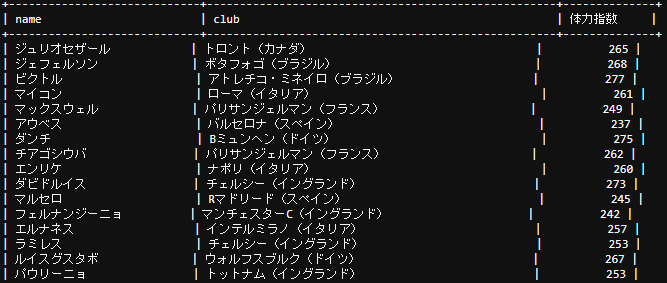 | name | club | 体力指数 |
| ジュリオセザール | トロント (カナダ) | 265 |
| ジェフェルソン | ボタフォゴ (ブラジル) | 268 |
| ビクトル | アトレチコ・ミネイロ (ブラジル) | 277 |
| マイコン | ローマ (イタリア) | 261 |
| マックスウェル | パリサンジェルマン (フランス) | 249 |
| アウベス | バルセロナ (スペイン) | 237 |
| ダンテ | Bミュンヘン (ドイツ) | 275 |
| チアゴシウバ | パリサンジェルマン (フランス) | 262 |
| エンリケ | ナポリ (イタリア) | 260 |
| ダビドルイス | チェルシー (イングランド) | 273 |
| マルセロ | Rマドリード (スペイン) | 245 |
| フェルナンジーニョ | マンチェスターC (イングランド) | 242 |
| エルナネス | インテルミラノ (イタリア) | 257 |
| ラミレス | チェルシー (イングランド) | 253 |
| ルイスグスタボ | ウォルフスブルク (ドイツ) | 267 |
| パウリーニョ | トットナム (イングランド) | 253 |